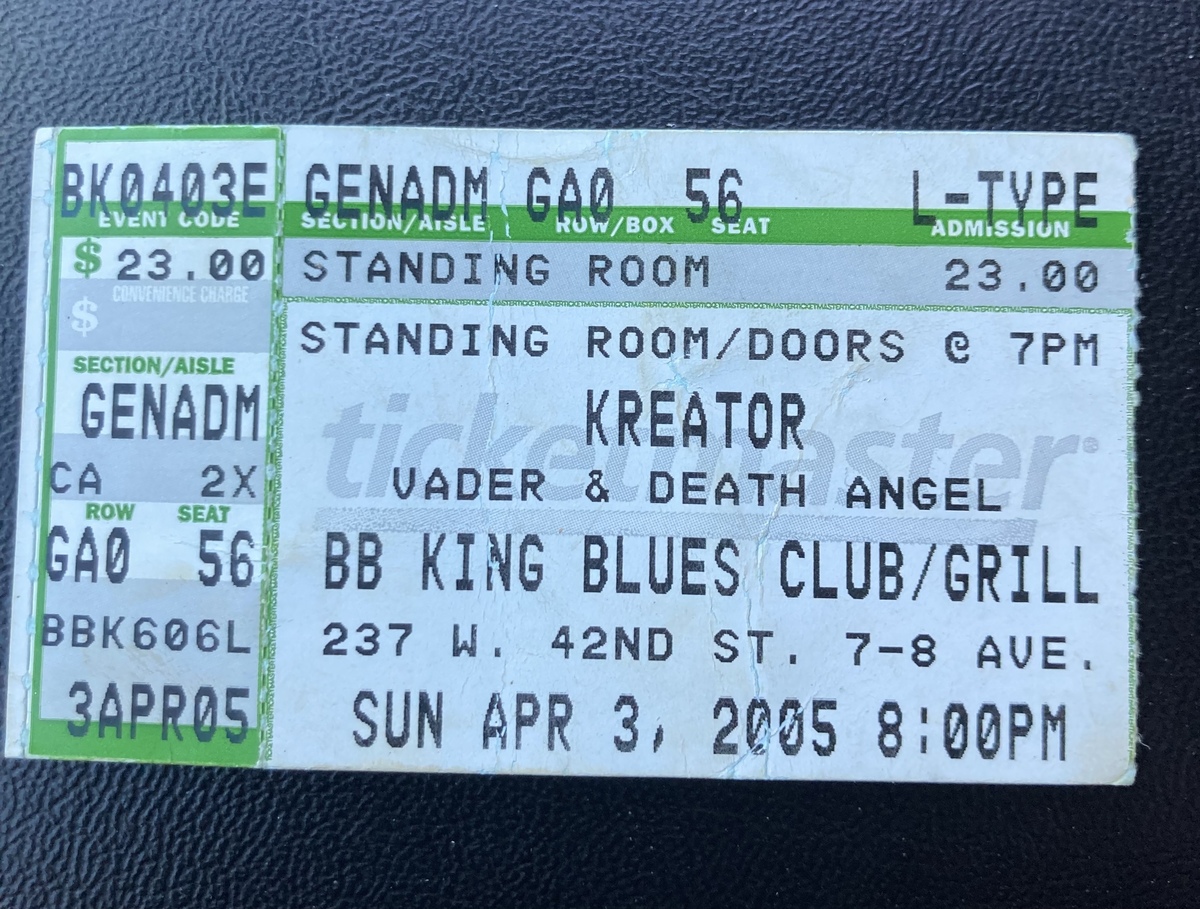 BK0403E
EVENT CODE
$ 23.00
CONVENIENCE CHARGE
$
SECTION/AISLE
GENADM
CA 2X
ROW SEAT
GA0 56
BBK606L
3APR05
GENADM GA0 56 L-TYPE
SECTION/AISLE ROW/BOX SEAT ADMISSION
STANDING ROOM 23.00
STANDING ROOM/DOORS @ 7PM
KREATOR
ticketmaster
VADER & DEATH ANGEL
BB KING BLUES CLUB/GRILL
237 W. 42ND ST. 7-8 AVE.
SUN APR 3, 2005 8:00PM